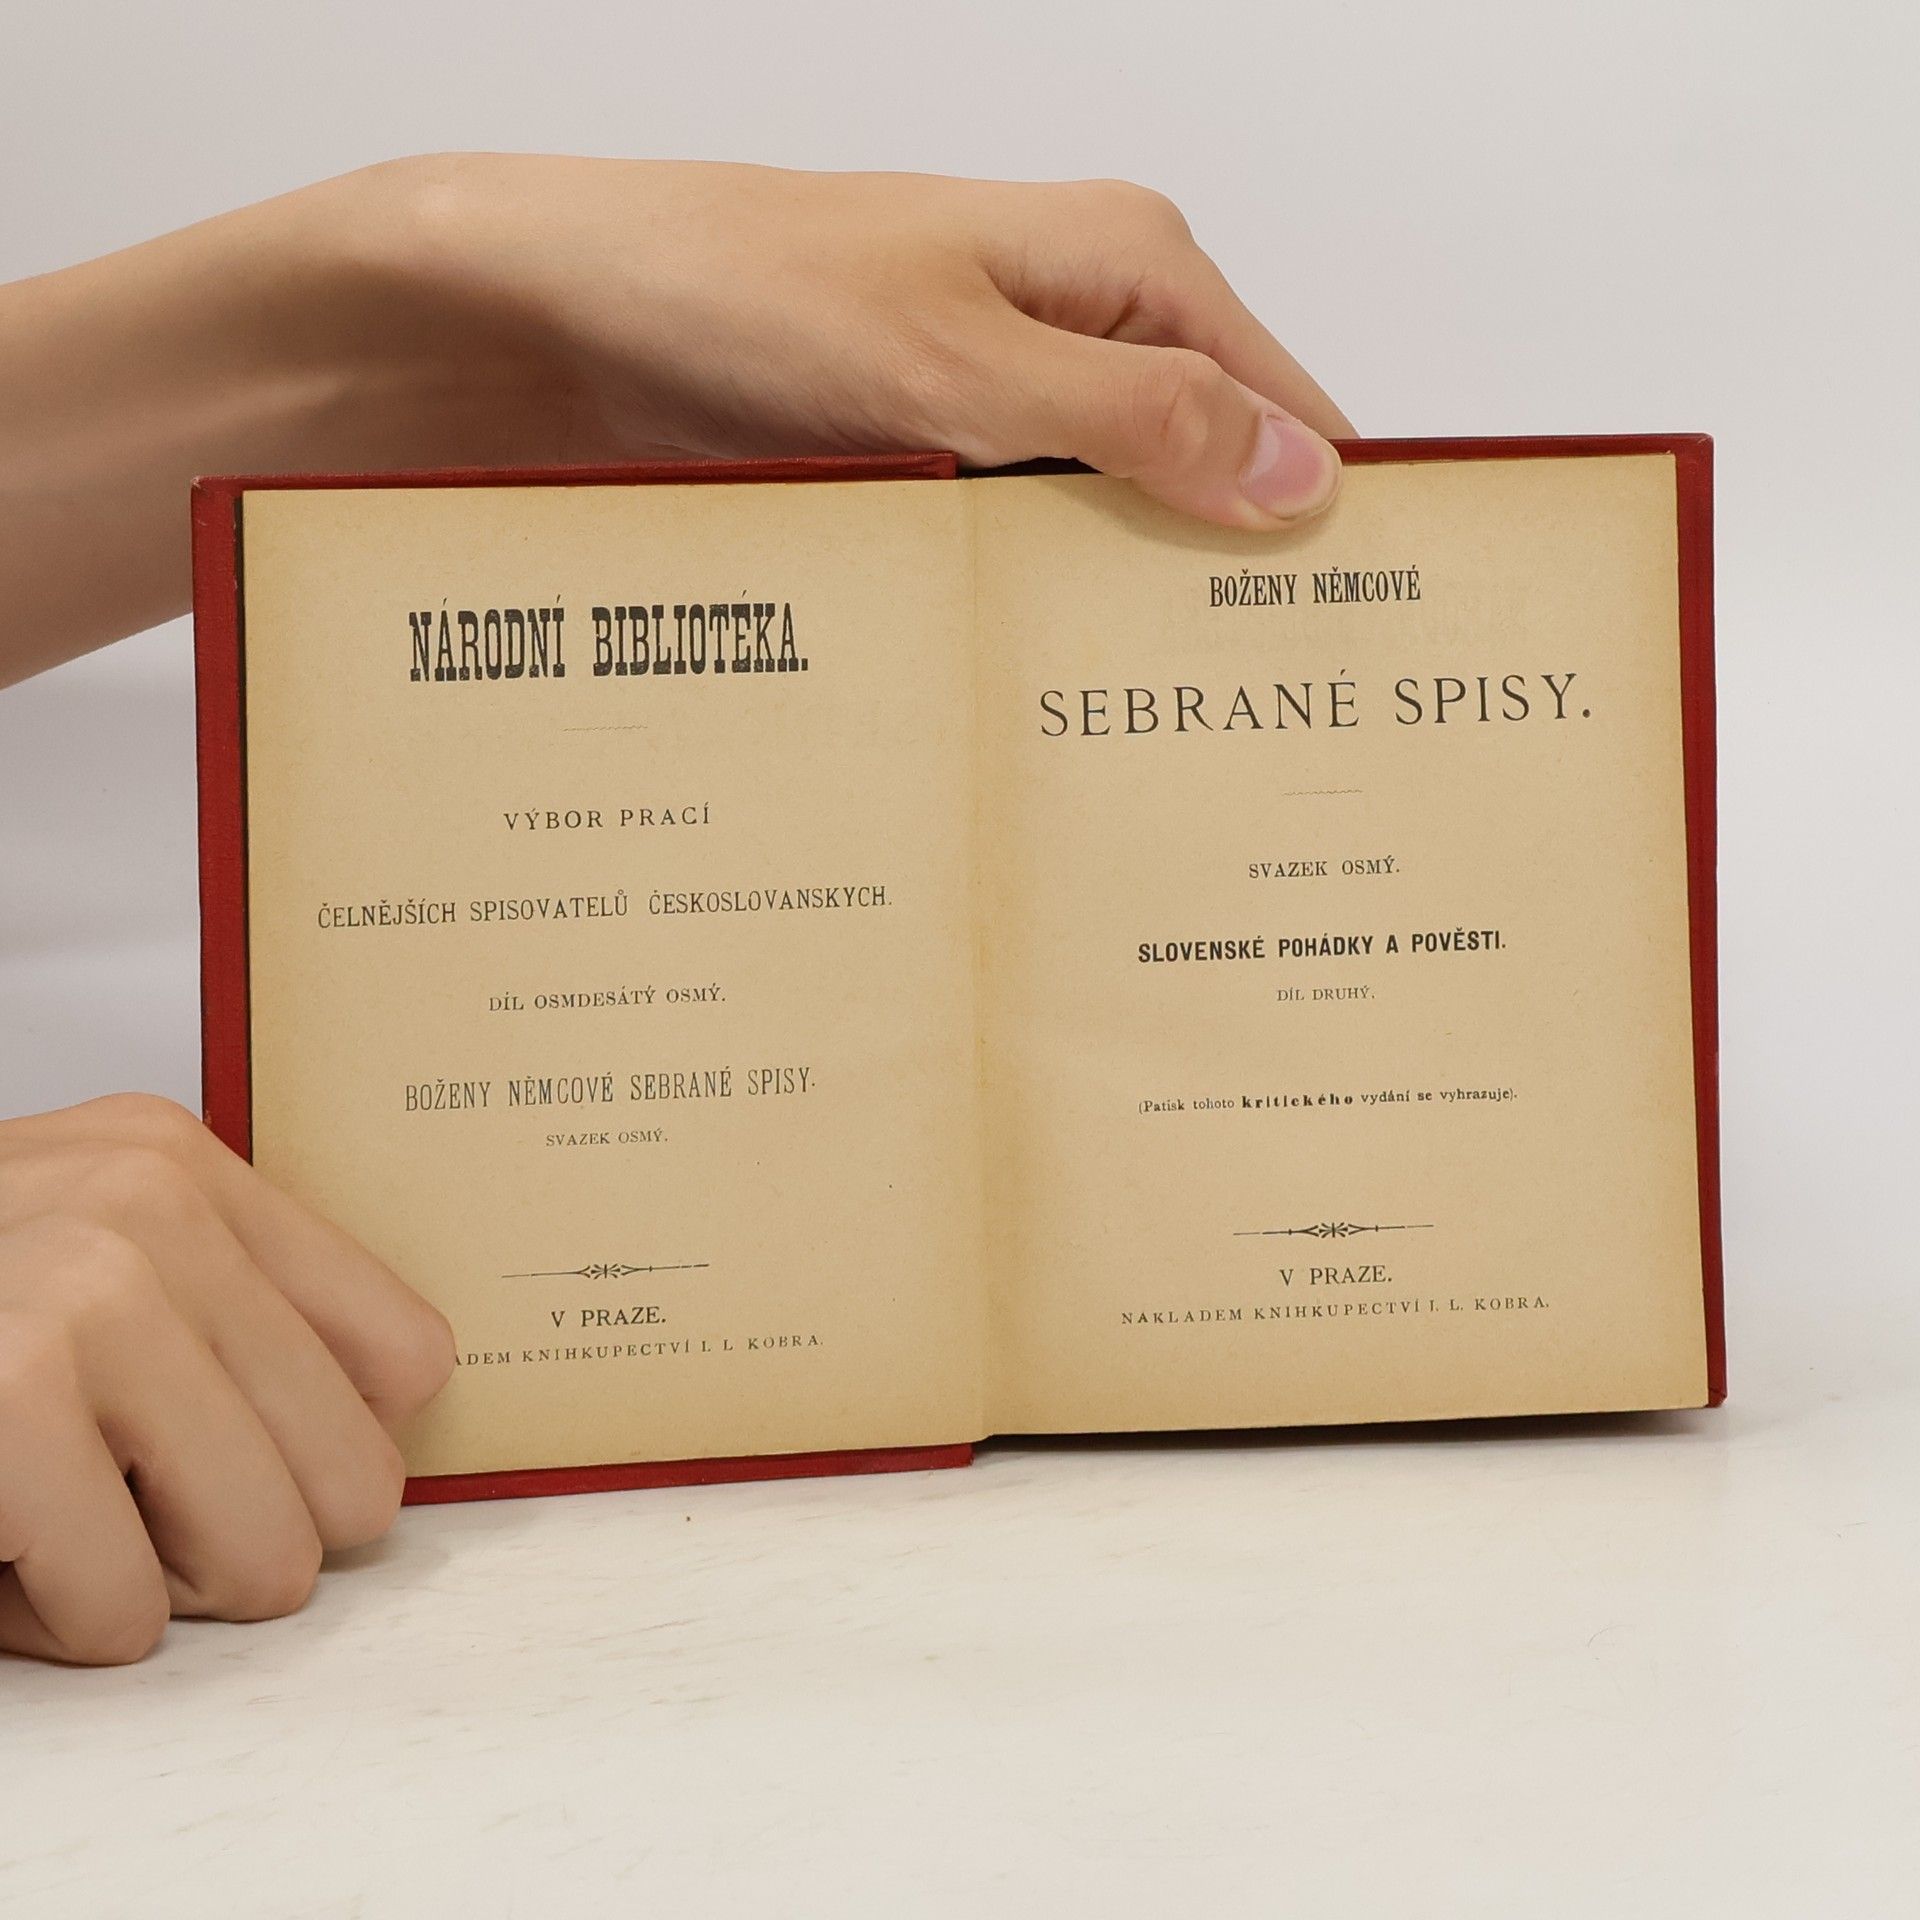 NÁRODNÍ BIBLIOTÉKA.
VÝBOR PRACÍ
ČELNĚJŠÍCH SPISOVATELŮ ČESKOSLOVANSKYCH.
DÍL OSMDESÁTÝ OSMÝ.
BOŽENY NĚMCOVÉ SEBRANÉ SPISY.
SVAZEK OSMÝ.
V PRAZE.
KNIHKUPECTVÍ I. L KOBRA.
BOŽENY NĚMCOVÉ
SEBRANÉ SPISY.
SVAZEK OSMÝ.
SLOVENSKÉ POHÁDKY A POVĚSTI.
DÍL DRUHÝ.
(Patisk tohoto kritického vydání se vyhrazuje).
V PRAZE.
NÁKLADEM KNIHKUPECTVÍ I. L. KOBRA.